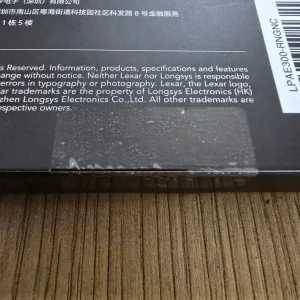 电子（深圳）有限公司
圳市南山区粤海街道科技园社区科发路8号金融服务
1栋5楼
s Reserved. Information, products, specifications and features
hange without notice. Neither Lexar nor Longsys is responsible
errors in typography or photography. Lexar, the Lexar logo,
ar trademarks are the property of Longsys Electronics (HK)
zhen Longsys Electronics Co., Ltd. All other trademarks are
espective owners.
LPAE300-RNGNC